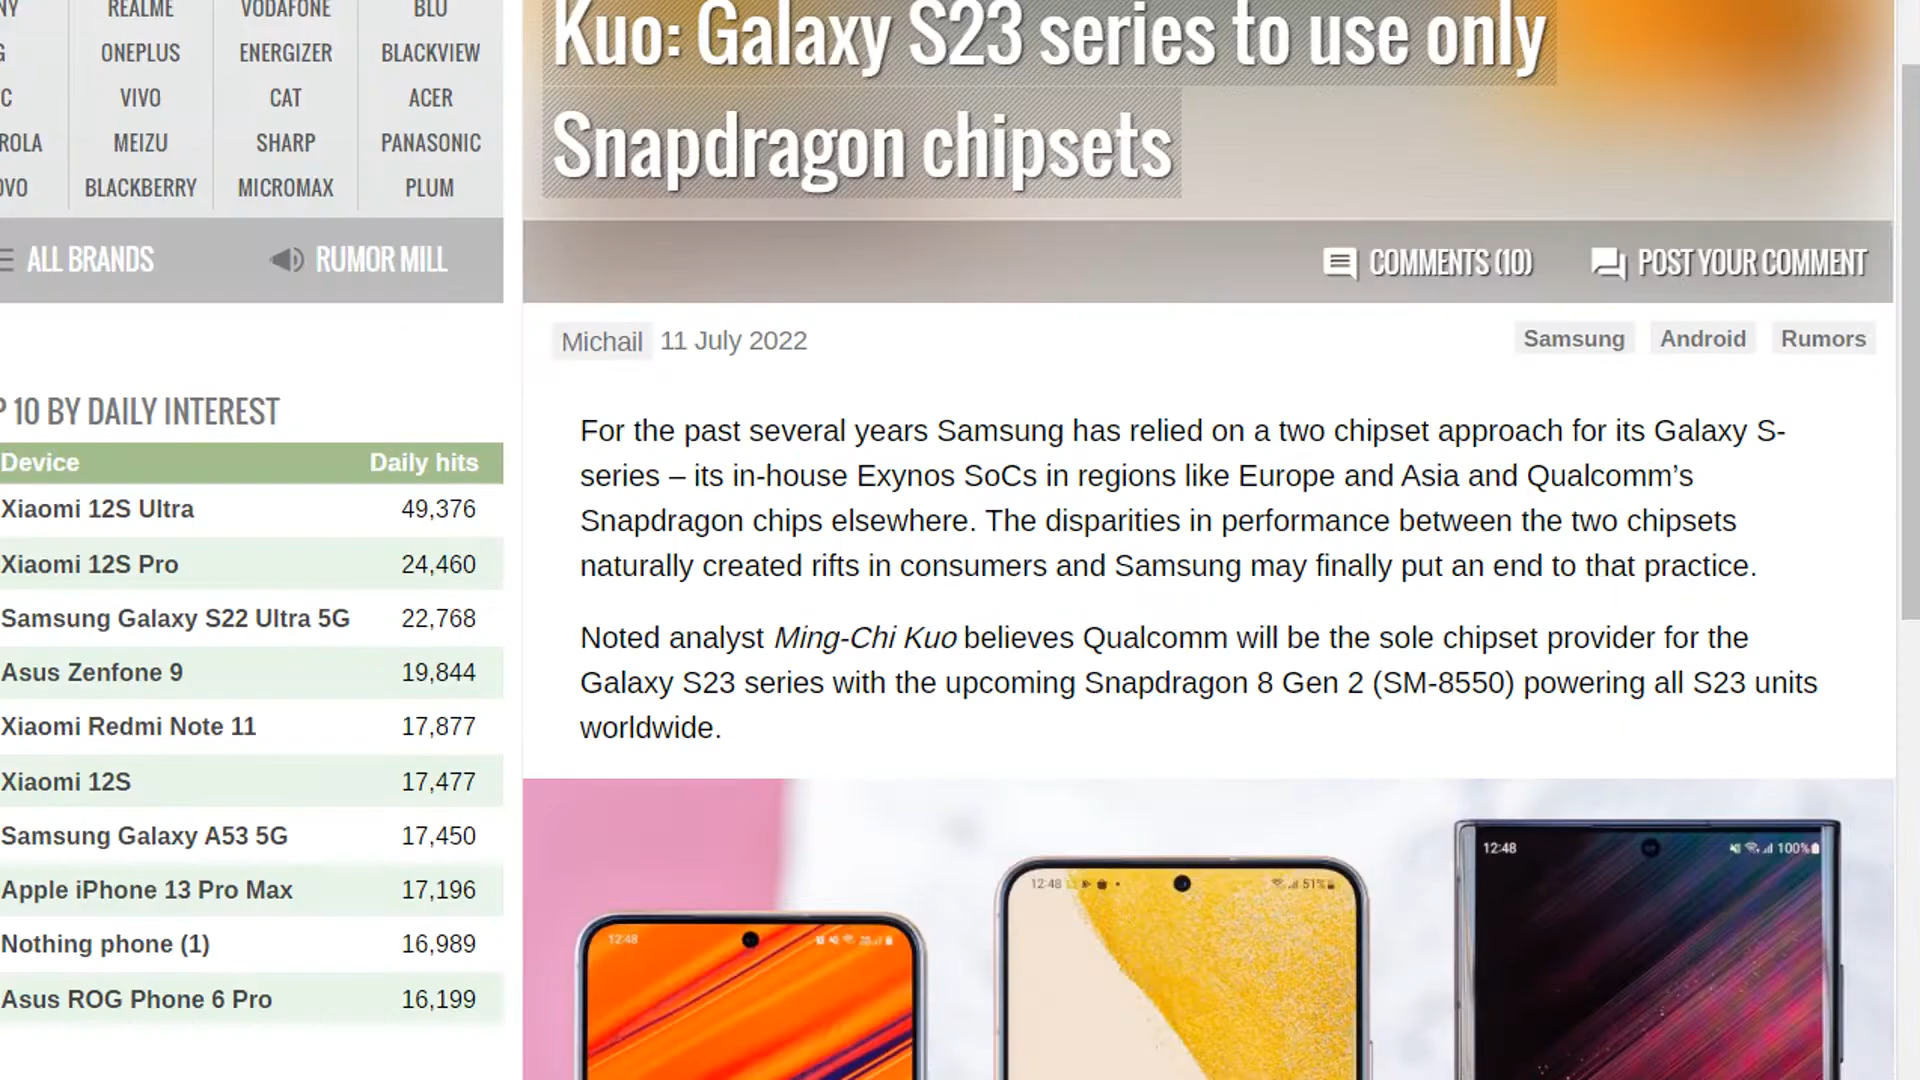 NY
REALME
VODAFONE
BLU
G
ONEPLUS
ENERGIZER
BLACKVIEW
C
VIVO
CAT
ACER
ROLA
MEIZU
SHARP
PANASONIC
OVO
BLACKBERRY
MICROMAX
PLUM
ALL BRANDS
RUMOR MILL
P 10 BY DAILY INTEREST
Device Daily hits
Xiaomi 12S Ultra 49,376
Xiaomi 12S Pro 24,460
Samsung Galaxy S22 Ultra 5G 22,768
Asus Zenfone 9 19,844
Xiaomi Redmi Note 11 17,877
Xiaomi 12S 17,477
Samsung Galaxy A53 5G 17,450
Apple iPhone 13 Pro Max 17,196
Nothing phone (1) 16,989
Asus ROG Phone 6 Pro 16,199
Kuo: Galaxy S23 series to use only
Snapdragon chipsets
COMMENTS (10)
POST YOUR COMMENT
Michail 11 July 2022
Samsung Android Rumors
For the past several years Samsung has relied on a two chipset approach for its Galaxy S-
series – its in-house Exynos SoCs in regions like Europe and Asia and Qualcomm’s
Snapdragon chips elsewhere. The disparities in performance between the two chipsets
naturally created rifts in consumers and Samsung may finally put an end to that practice.
Noted analyst Ming-Chi Kuo believes Qualcomm will be the sole chipset provider for the
Galaxy S23 series with the upcoming Snapdragon 8 Gen 2 (SM-8550) powering all S23 units
worldwide.
12:48
12:48 51%
12:48 100%